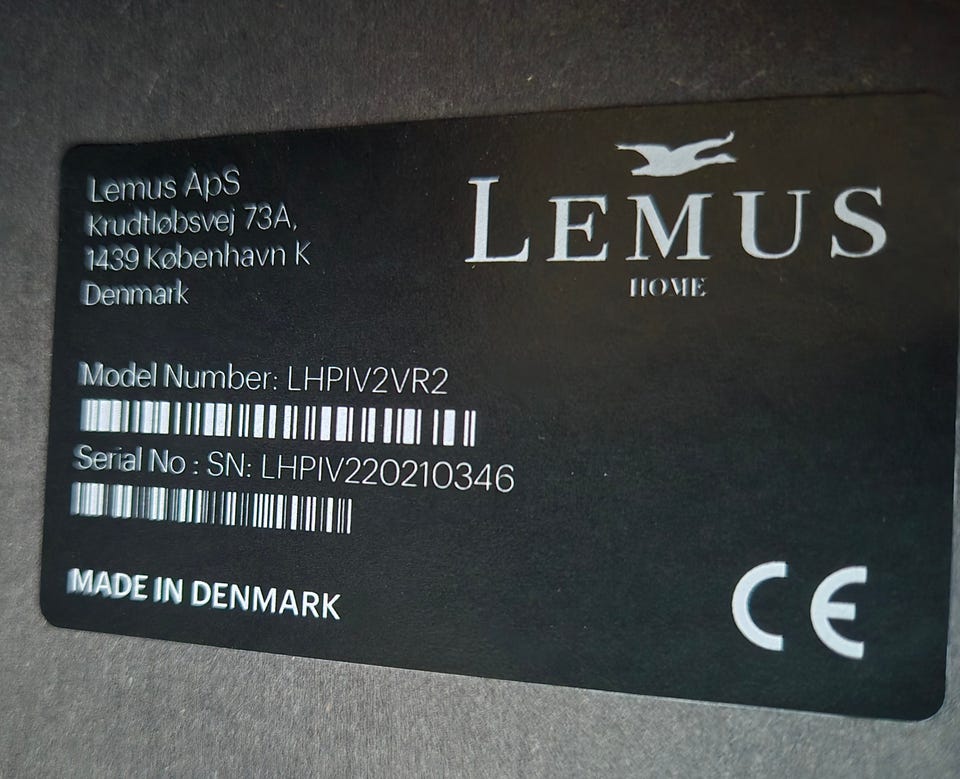 Lemus ApS
Krudtløbsvej 73A,
1439 København K
Denmark
LEMUS
HOME
Model Number: LHPIV2VR2
Serial No : SN: LHPIV220210346
MADE IN DENMARK
CE